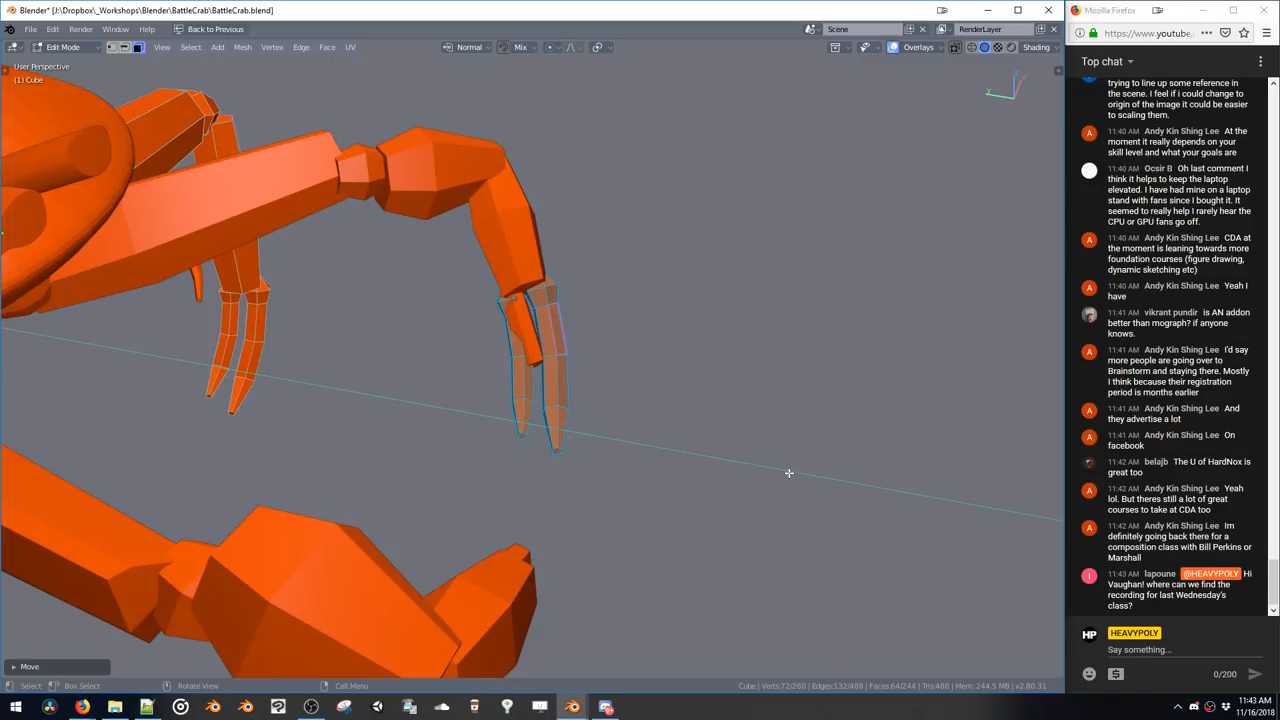 Blender* [J:\Dropbox\_Workshops\Blender\BattleCrab\BattleCrab.blend]
File Edit Render Window Help Back to Previous
Scene RenderLayer
Edit Mode View Select Add Mesh Vertex Edge Face UV Normal Mix Overlays Shading
User Perspective
(1) Cube
Move
Select Box Select Rotate View Call Menu
Cube | Verts:72/260 | Edges:132/488 | Faces:64/244 | Tris:488 | Mem: 244.5 MB | v2.80.31
Mozilla Firefox
https://www.youtube.
Top chat
trying to line up some reference in
the scene. I feel if i could change to
origin of the image it could be easier
to scaling them.
11:40 AM Andy Kin Shing Lee At the
moment it really depends on your
skill level and what your goals are
11:40 AM Ocsir B Oh last comment I
think it helps to keep the laptop
elevated. I have had mine on a laptop
stand with fans since I bought it. It
seemed to really help I rarely hear the
CPU or GPU fans go off.
11:40 AM Andy Kin Shing Lee CDA at
the moment is leaning towards more
foundation courses (figure drawing,
dynamic sketching etc)
11:40 AM Andy Kin Shing Lee Yeah I
have
11:41 AM vikrant pundir is AN addon
better than mograph? if anyone
knows.
11:41 AM Andy Kin Shing Lee I'd say
more people are going over to
Brainstorm and staying there. Mostly
I think because their registration
period is months earlier
11:41 AM Andy Kin Shing Lee And
they advertise a lot
11:41 AM Andy Kin Shing Lee On
facebook
11:42 AM belajb The U of HardNox is
great too
11:42 AM Andy Kin Shing Lee Yeah
lol. But theres still a lot of great
courses to take at CDA too
11:42 AM Andy Kin Shing Lee Im
definitely going back there for a
composition class with Bill Perkins or
Marshall
11:43 AM lapoune @HEAVYPOLY Hi
Vaughan! where can we find the
recording for last Wednesday's
class?
HP HEAVYPOLY
Say something...
0/200
11:43 AM
11/16/2018